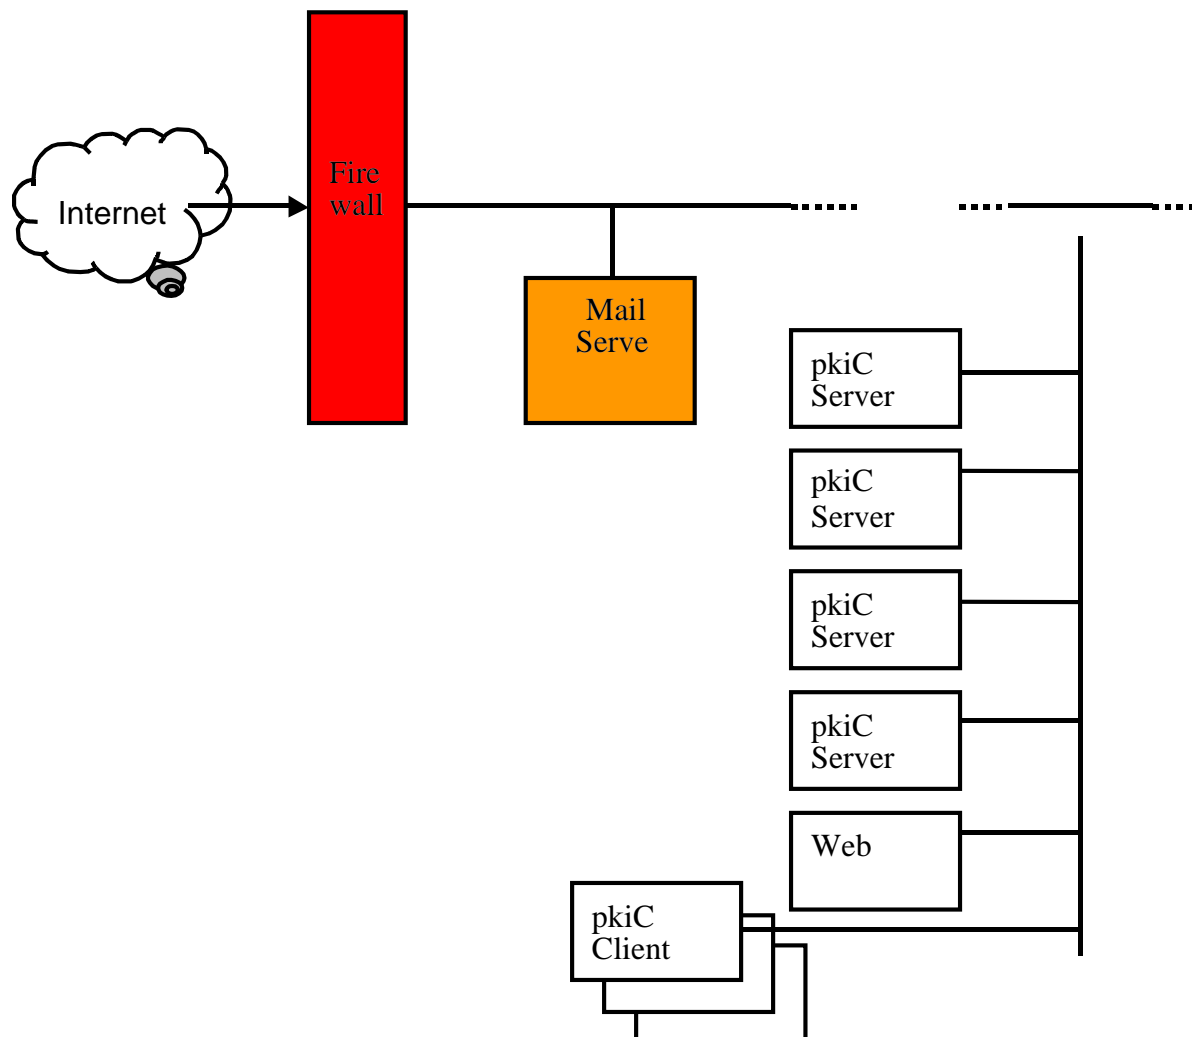 Internet
Fire
wall
Mail
Serve
pkiC
Server
pkiC
Server
pkiC
Server
pkiC
Server
Web
pkiC
Client